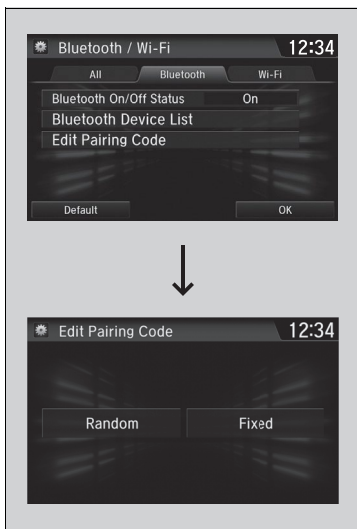 Bluetooth / Wi-Fi 12:34
All Bluetooth Wi-Fi
Bluetooth On/Off Status On
Bluetooth Device List
Edit Pairing Code
Default OK
Edit Pairing Code 12:34
Random Fixed